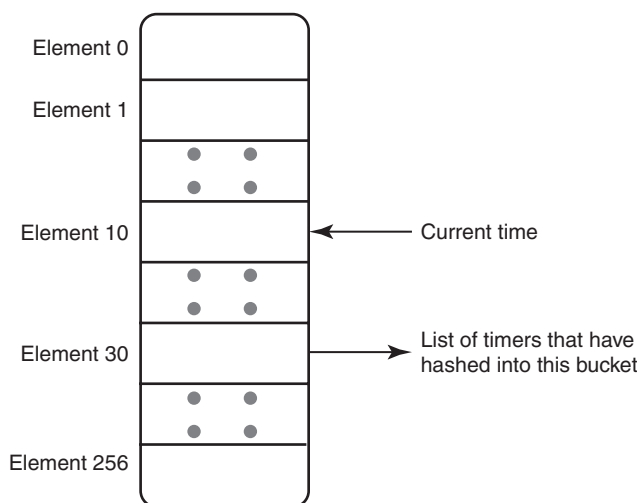 Element 0
Element 1
Element 10
Current time
Element 30
List of timers that have
hashed into this bucket
Element 256